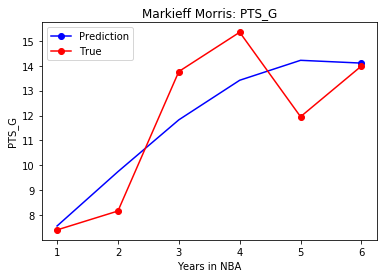 Markieff Morris: PTS_G
Prediction
True
15
14
13
12
11
10
9
8
PTS_G
1 2 3 4 5 6
Years in NBA